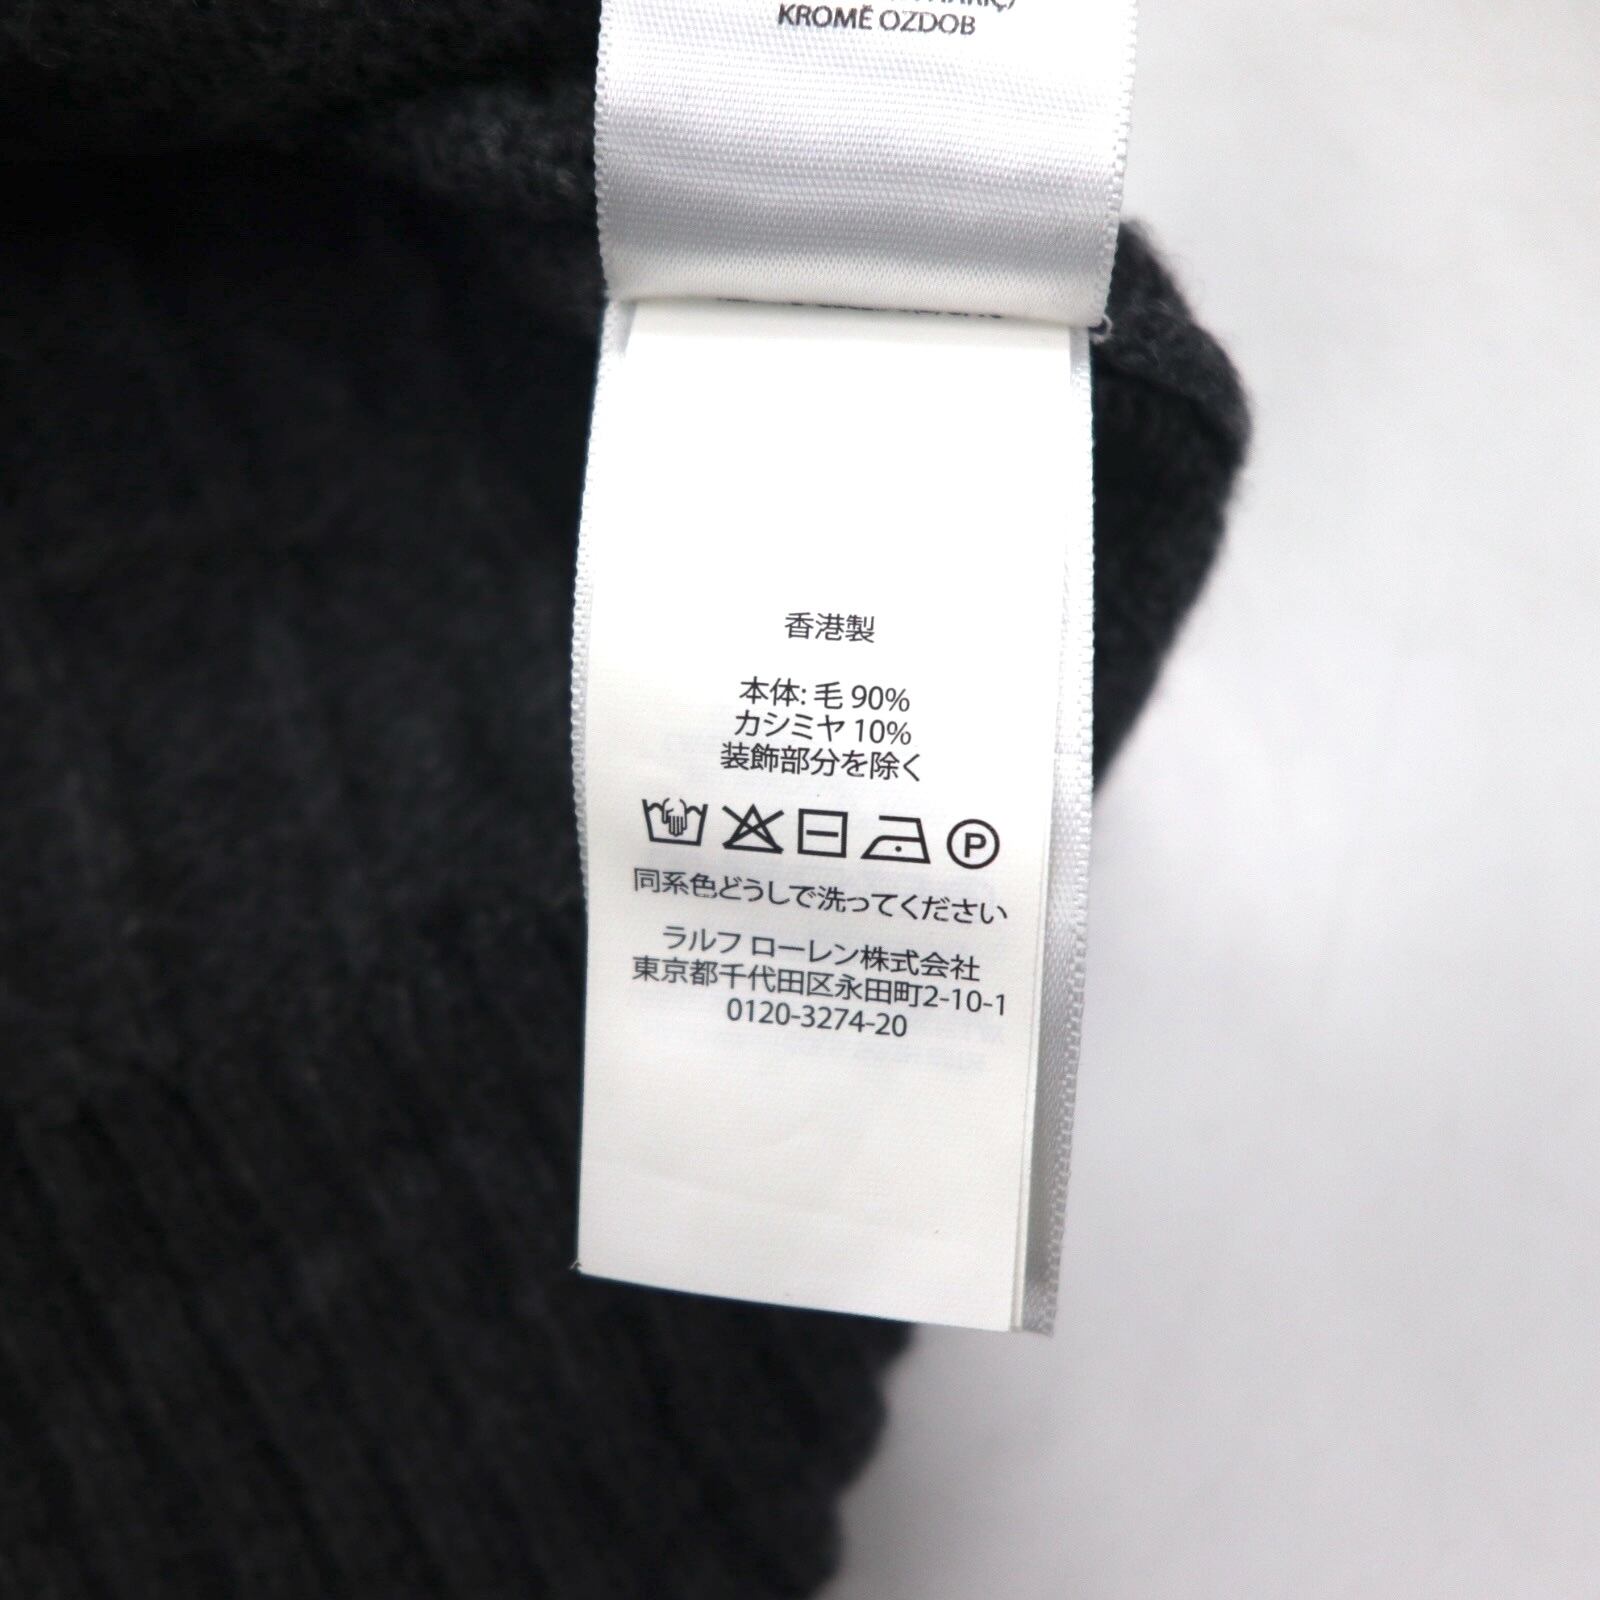 KROMĚ OZDOB
香港製
本体: 毛 90%
カシミヤ 10%
装飾部分を除く
P
同系色どうしで洗ってください
ラルフ ローレン株式会社
東京都千代田区永田町2-10-1
0120-3274-20